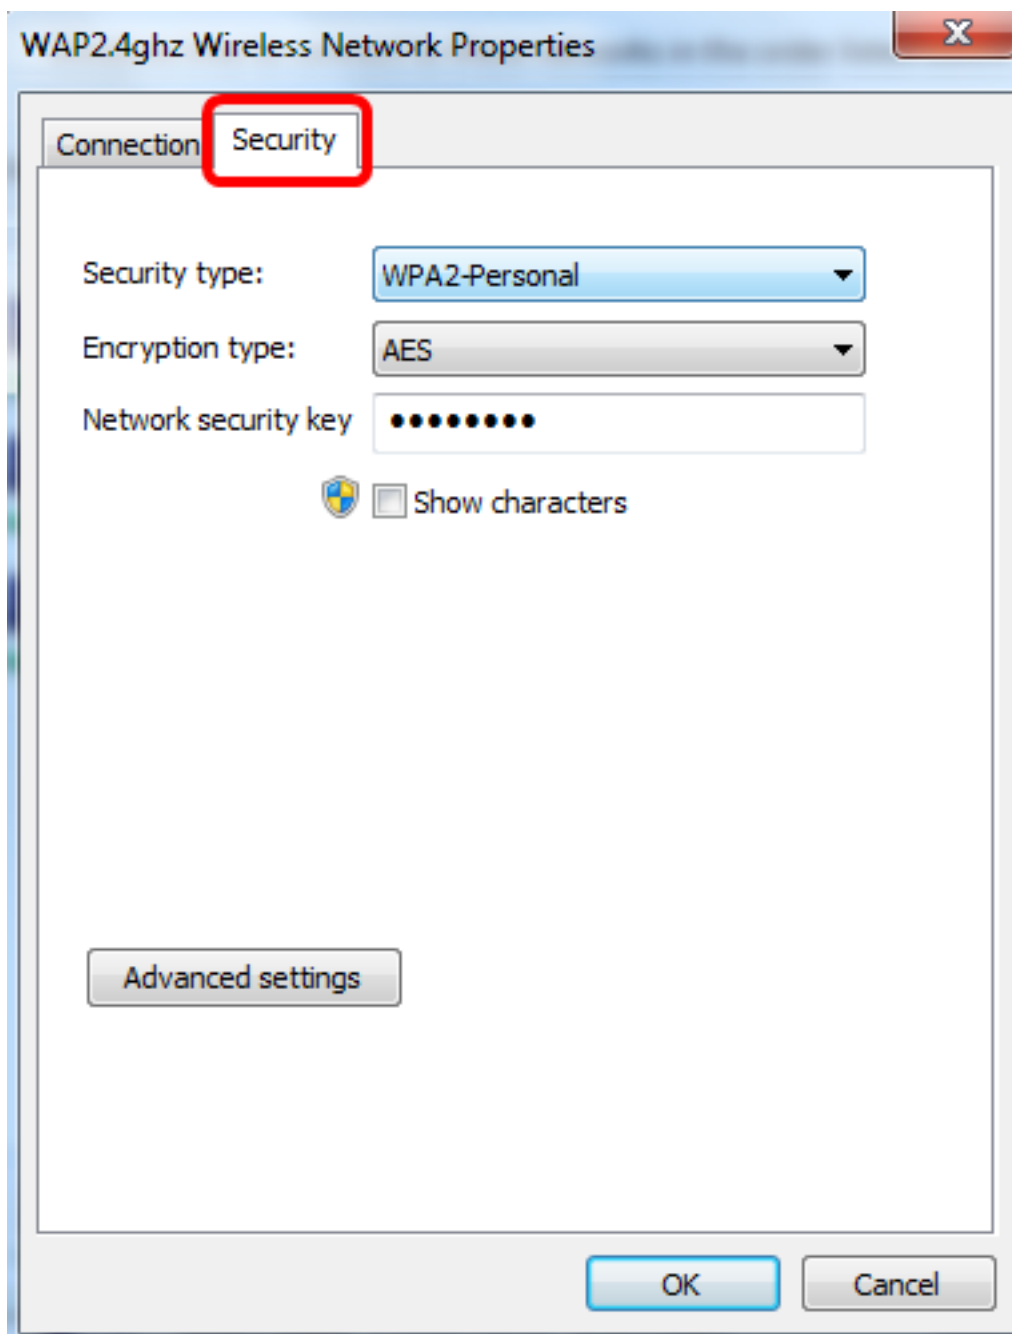 WAP2.4ghz Wireless Network Properties
Connection Security
Security type: WPA2-Personal
Encryption type: AES
Network security key ••••••••
Show characters
Advanced settings
OK Cancel